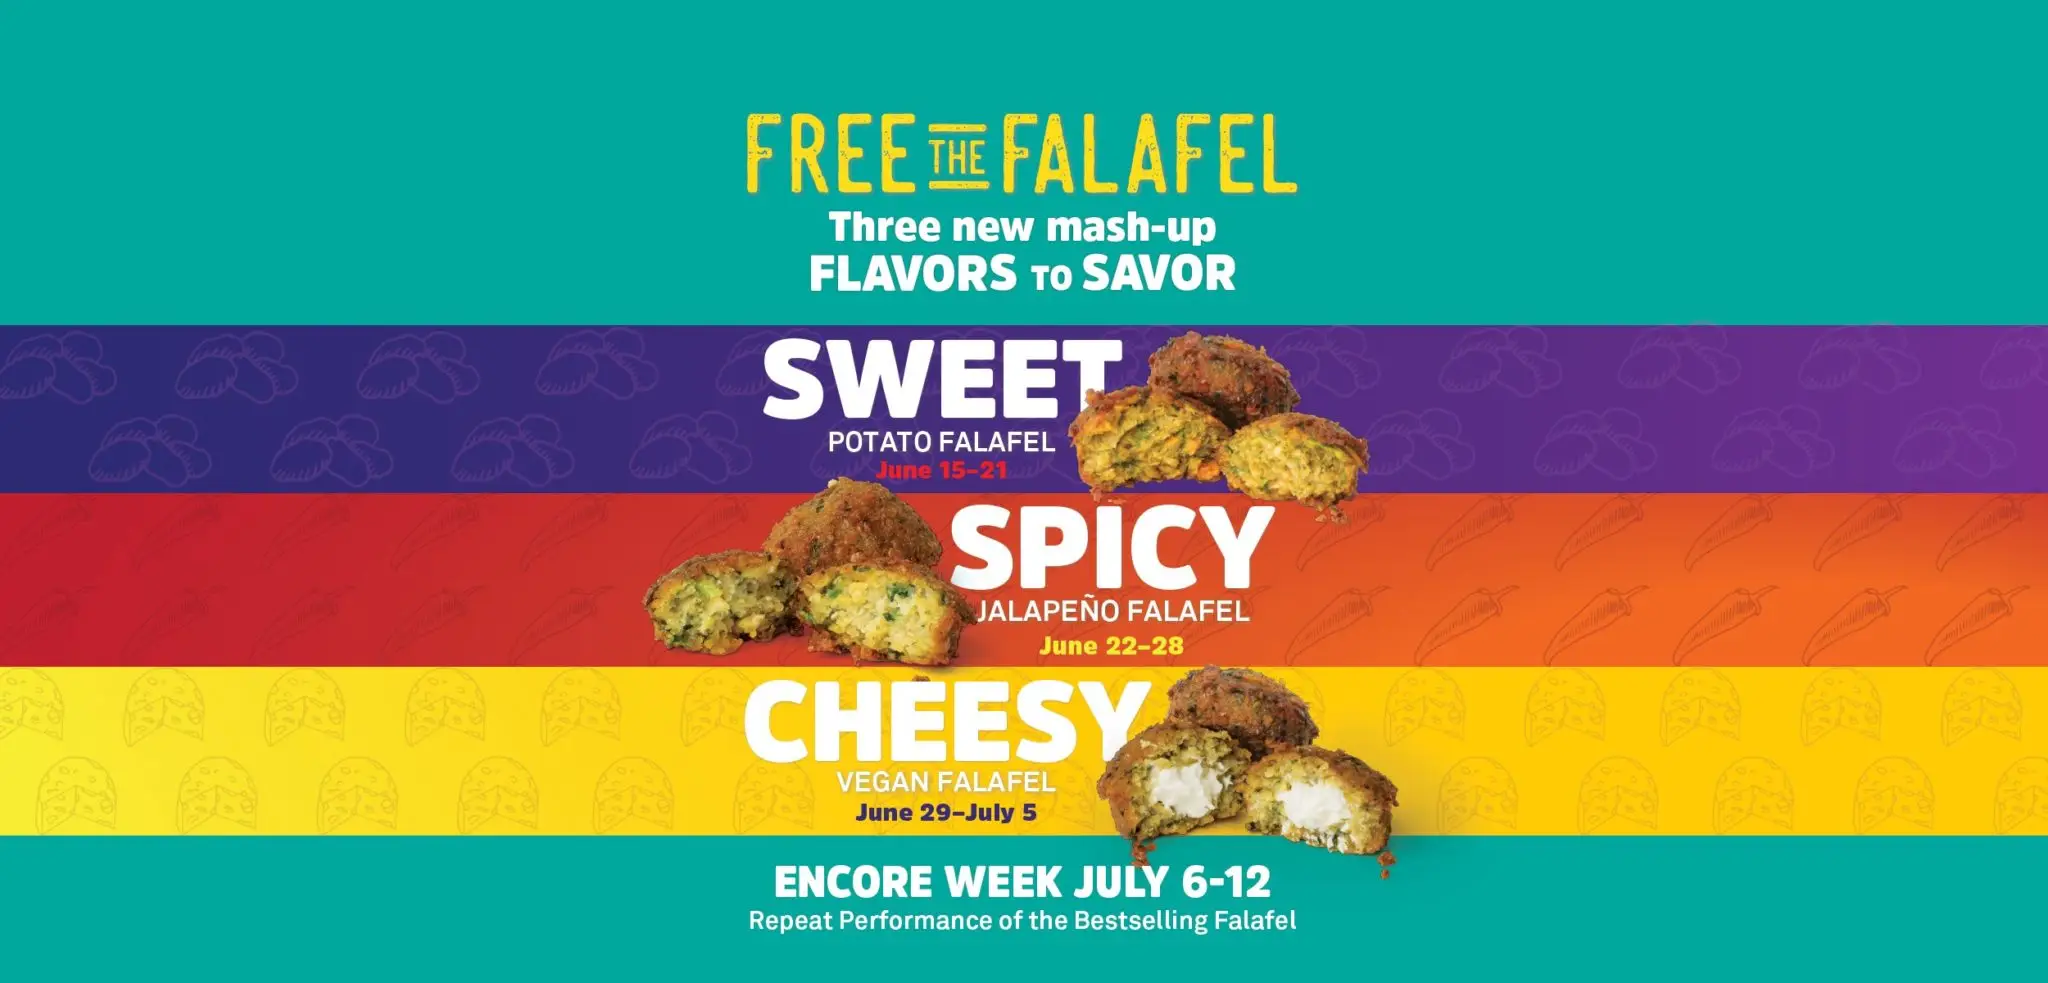 FREE THE FALAFEL
Three new mash-up
FLAVORS TO SAVOR
SWEET
POTATO FALAFEL
June 15-21
SPICY
JALAPEÑO FALAFEL
June 22-28
CHEESY
VEGAN FALAFEL
June 29-July 5
ENCORE WEEK JULY 6-12
Repeat Performance of the Bestselling Falafel